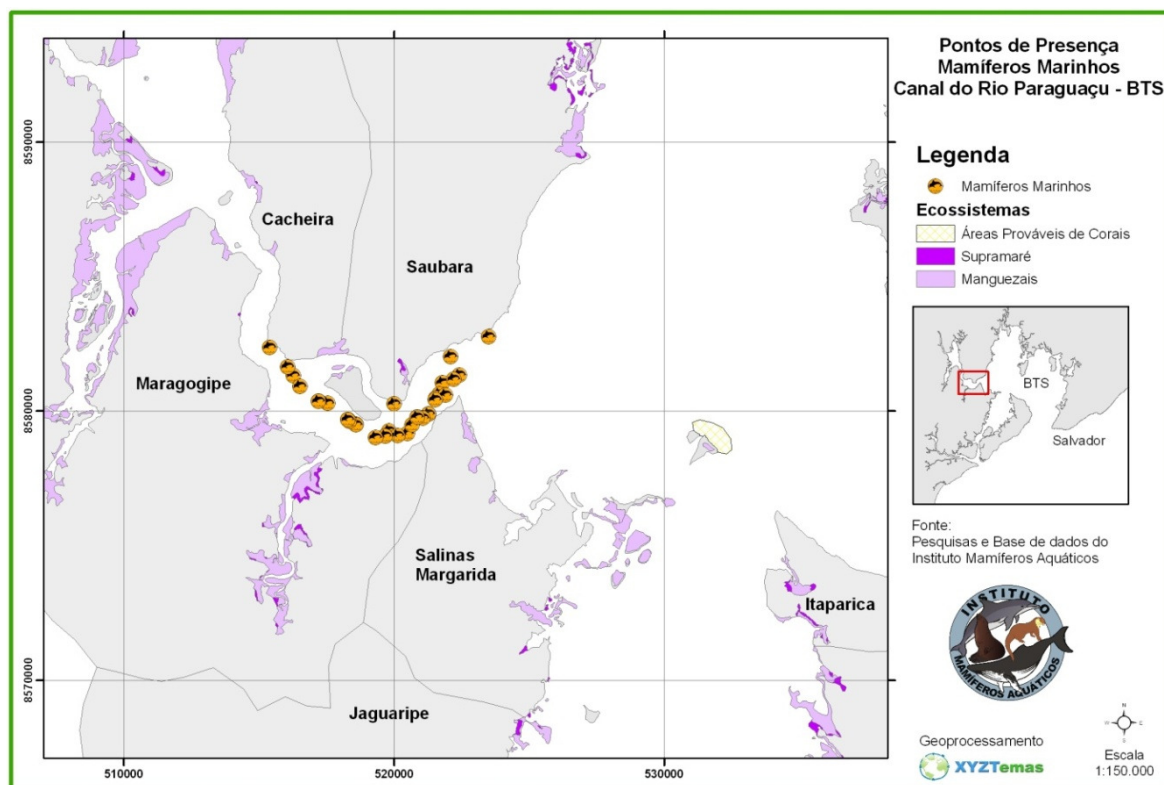 Pontos de Presença
Mamíferos Marinhos
Canal do Rio Paraguaçu - BTS
Legenda
Mamíferos Marinhos
Ecossistemas
Áreas Prováveis de Corais
Supramaré
Manguezais
BTS
Salvador
Fonte:
Pesquisas e Base de dados do
Instituto Mamíferos Aquáticos
INSTITUTO
MAMÍFEROS AQUÁTICOS
Geoprocessamento
XYZTemas
N
W E
S
Escala
1:150.000
Cacheira
Saubara
Maragogipe
Salinas
Margarida
Itaparica
Jaguaripe
8590000
8580000
8570000
510000
520000
530000